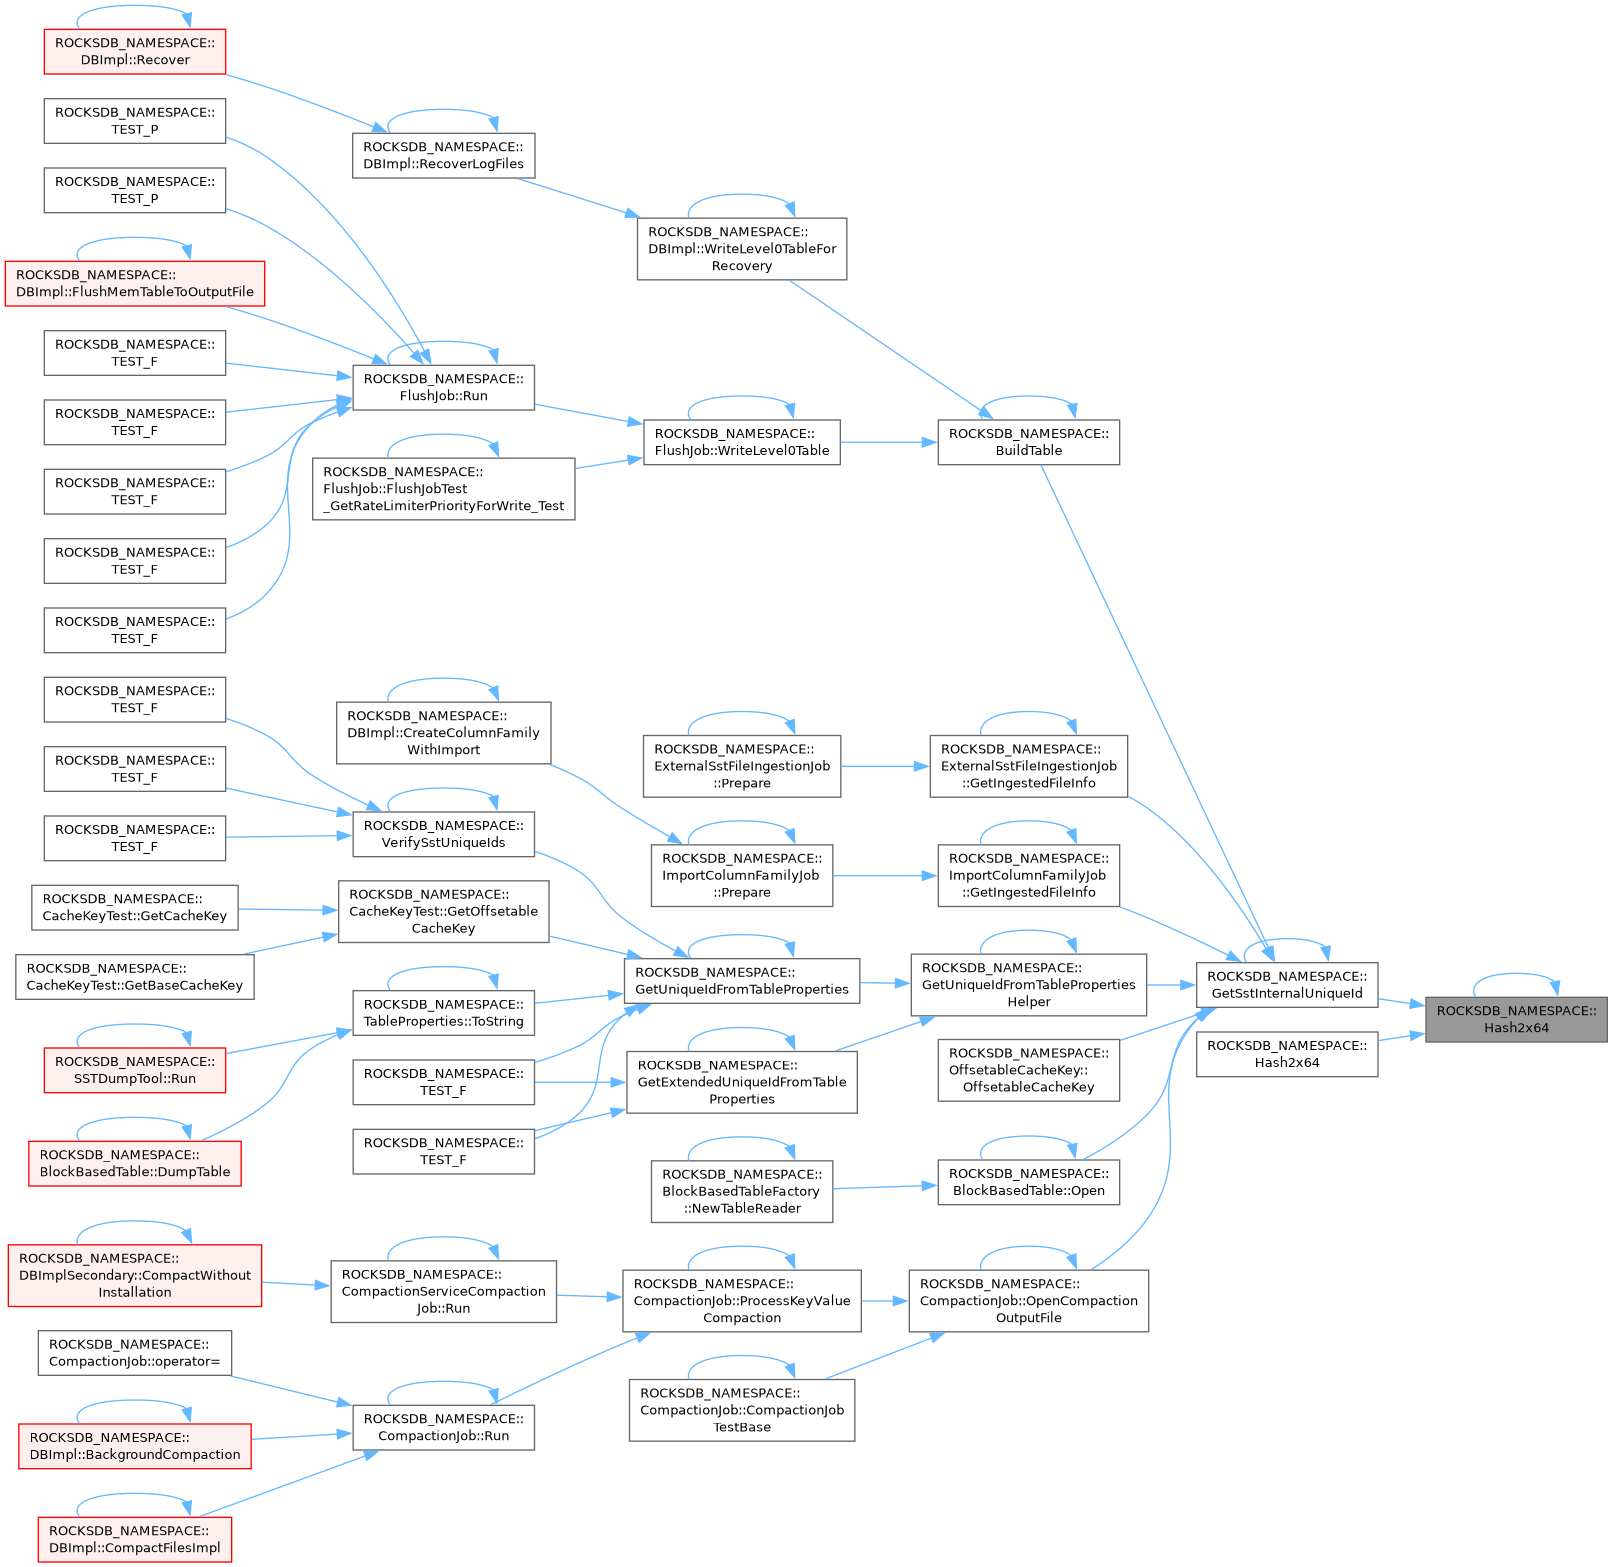 ROCKSDB_NAMESPACE::
DBImpl::Recover
ROCKSDB_NAMESPACE::
TEST_P
ROCKSDB_NAMESPACE::
TEST_P
ROCKSDB_NAMESPACE::
DBImpl::FlushMemTableToOutputFile
ROCKSDB_NAMESPACE::
TEST_F
ROCKSDB_NAMESPACE::
TEST_F
ROCKSDB_NAMESPACE::
TEST_F
ROCKSDB_NAMESPACE::
TEST_F
ROCKSDB_NAMESPACE::
TEST_F
ROCKSDB_NAMESPACE::
TEST_F
ROCKSDB_NAMESPACE::
TEST_F
ROCKSDB_NAMESPACE::
TEST_F
ROCKSDB_NAMESPACE::
CacheKeyTest::GetCacheKey
ROCKSDB_NAMESPACE::
CacheKeyTest::GetBaseCacheKey
ROCKSDB_NAMESPACE::
SSTDumpTool::Run
ROCKSDB_NAMESPACE::
BlockBasedTable::DumpTable
ROCKSDB_NAMESPACE::
DBImplSecondary::CompactWithout
Installation
ROCKSDB_NAMESPACE::
CompactionJob::operator=
ROCKSDB_NAMESPACE::
DBImpl::BackgroundCompaction
ROCKSDB_NAMESPACE::
DBImpl::CompactFilesImpl
ROCKSDB_NAMESPACE::
DBImpl::RecoverLogFiles
ROCKSDB_NAMESPACE::
FlushJob::Run
ROCKSDB_NAMESPACE::
FlushJob::FlushJobTest
_GetRateLimiterPriorityForWrite_Test
ROCKSDB_NAMESPACE::
DBImpl::CreateColumnFamily
WithImport
ROCKSDB_NAMESPACE::
VerifySstUniqueIds
ROCKSDB_NAMESPACE::
CacheKeyTest::GetOffsetable
CacheKey
ROCKSDB_NAMESPACE::
TableProperties::ToString
ROCKSDB_NAMESPACE::
TEST_F
ROCKSDB_NAMESPACE::
TEST_F
ROCKSDB_NAMESPACE::
CompactionServiceCompaction
Job::Run
ROCKSDB_NAMESPACE::
CompactionJob::Run
ROCKSDB_NAMESPACE::
DBImpl::WriteLevel0TableFor
Recovery
ROCKSDB_NAMESPACE::
FlushJob::WriteLevel0Table
ROCKSDB_NAMESPACE::
ExternalSstFileIngestionJob
::Prepare
ROCKSDB_NAMESPACE::
ImportColumnFamilyJob
::Prepare
ROCKSDB_NAMESPACE::
GetUniqueIdFromTableProperties
ROCKSDB_NAMESPACE::
GetExtendedUniqueIdFromTable
Properties
ROCKSDB_NAMESPACE::
BlockBasedTableFactory
::NewTableReader
ROCKSDB_NAMESPACE::
CompactionJob::ProcessKeyValue
Compaction
ROCKSDB_NAMESPACE::
CompactionJob::CompactionJob
TestBase
ROCKSDB_NAMESPACE::
BuildTable
ROCKSDB_NAMESPACE::
ExternalSstFileIngestionJob
::GetIngestedFileInfo
ROCKSDB_NAMESPACE::
ImportColumnFamilyJob
::GetIngestedFileInfo
ROCKSDB_NAMESPACE::
GetUniqueIdFromTableProperties
Helper
ROCKSDB_NAMESPACE::
OffsetableCacheKey::
OffsetableCacheKey
ROCKSDB_NAMESPACE::
BlockBasedTable::Open
ROCKSDB_NAMESPACE::
CompactionJob::OpenCompaction
OutputFile
ROCKSDB_NAMESPACE::
GetSstInternalUniqueId
ROCKSDB_NAMESPACE::
Hash2x64
ROCKSDB_NAMESPACE::
Hash2x64